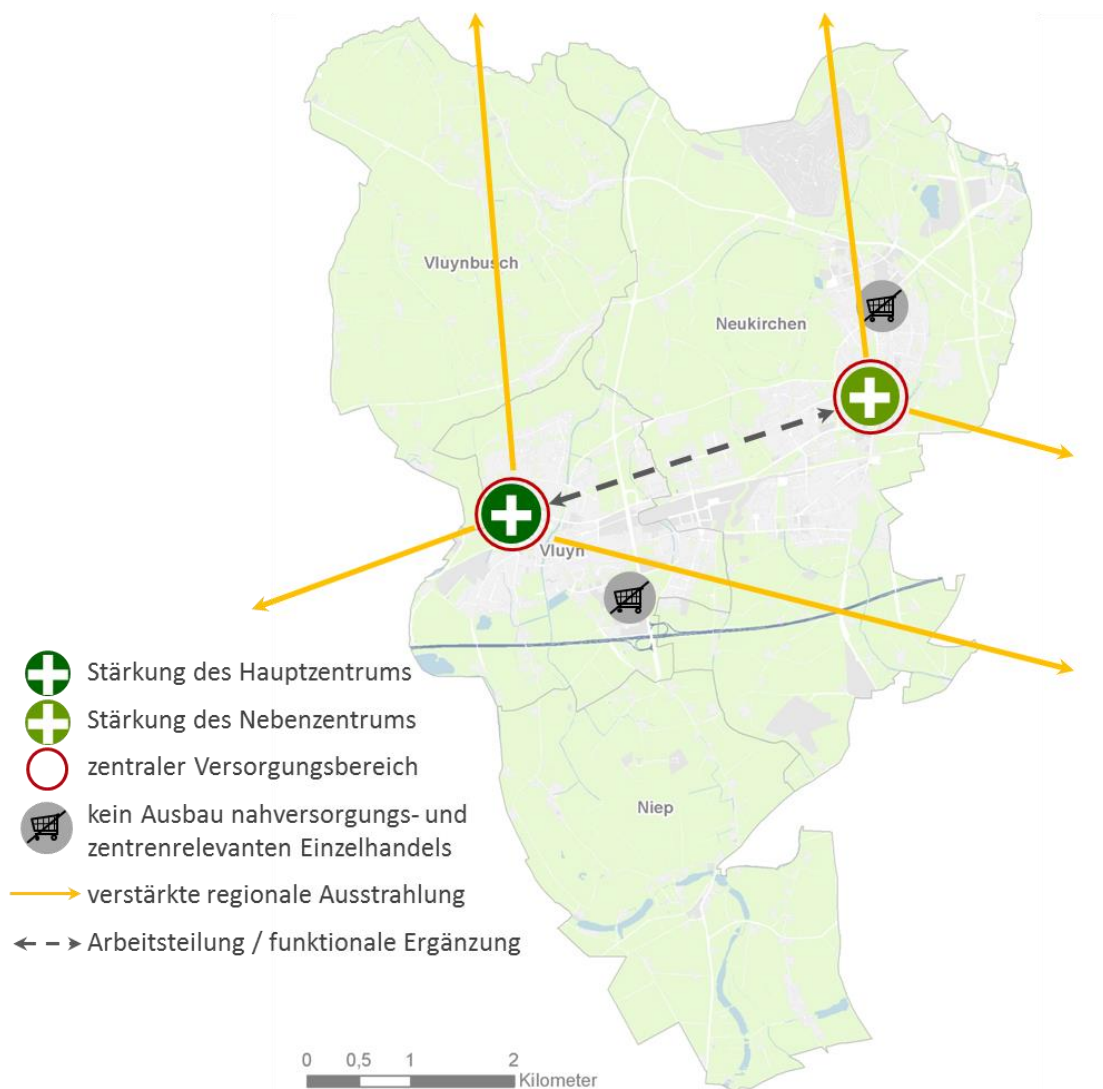 Vluynbusch
Neukirchen
Vluyn
Niep
Stärkung des Hauptzentrums
Stärkung des Nebenzentrums
zentraler Versorgungsbereich
kein Ausbau nahversorgungs- und
zentrenrelevanten Einzelhandels
verstärkte regionale Ausstrahlung
Arbeitsteilung / funktionale Ergänzung
0 0,5 1 2
Kilometer